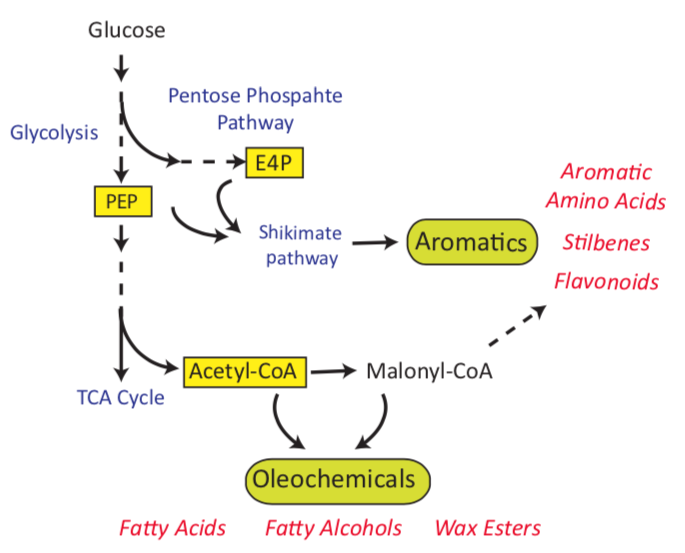 Glucose
Pentose Phospahte
Pathway
Glycolysis
E4P
PEP
Shikimate
pathway
Aromatics
Aromatic
Amino Acids
Stilbenes
Flavonoids
Acetyl-CoA
Malonyl-CoA
TCA Cycle
Oleochemicals
Fatty Acids
Fatty Alcohols
Wax Esters